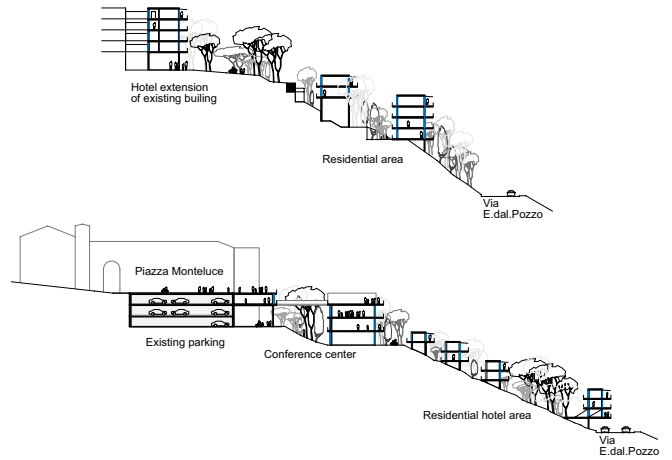 Hotel extension
of existing builing
Residential area
Via
E.dal.Pozzo
Piazza Monteluce
Existing parking
Conference center
Residential hotel area
Via
E.dal.Pozzo